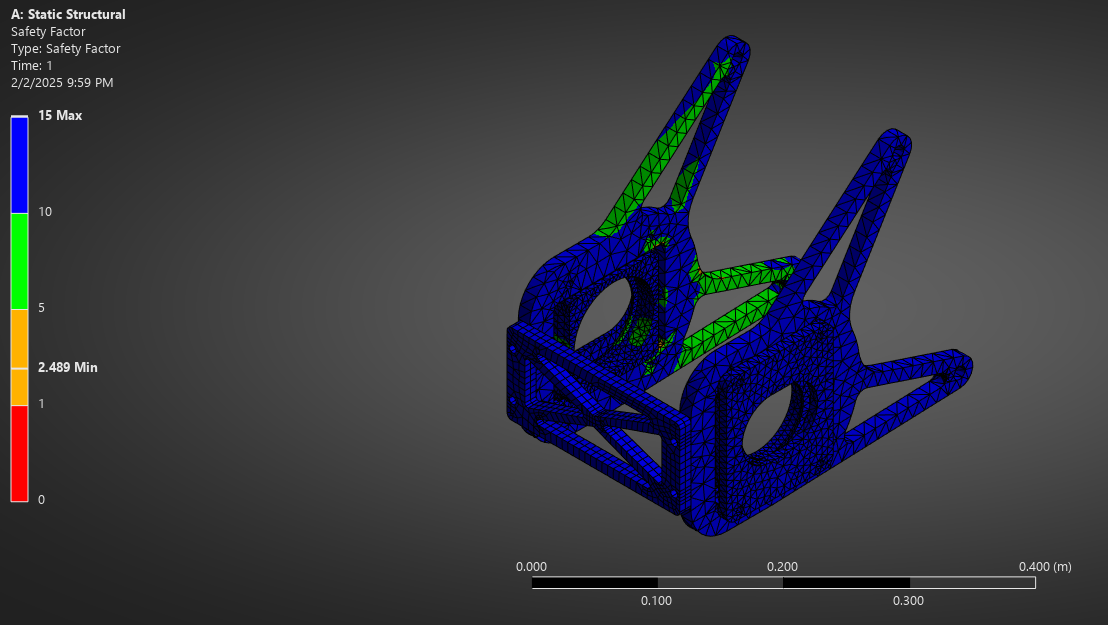 A: Static Structural
Safety Factor
Type: Safety Factor
Time: 1
2/2/2025 9:59 PM
15 Max
10
5
2.489 Min
1
0
0.000 0.200 0.400 (m)
0.100 0.300